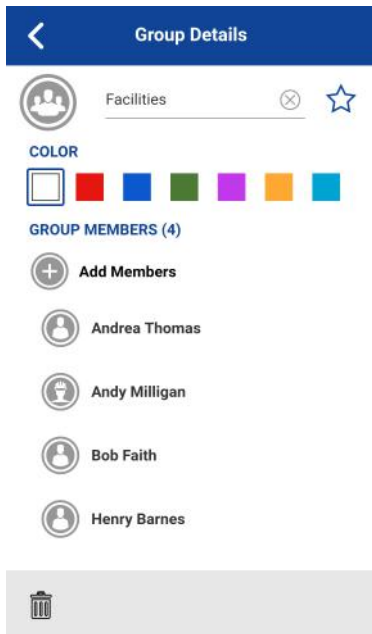 Group Details
Facilities
COLOR
GROUP MEMBERS (4)
Add Members
Andrea Thomas
Andy Milligan
Bob Faith
Henry Barnes